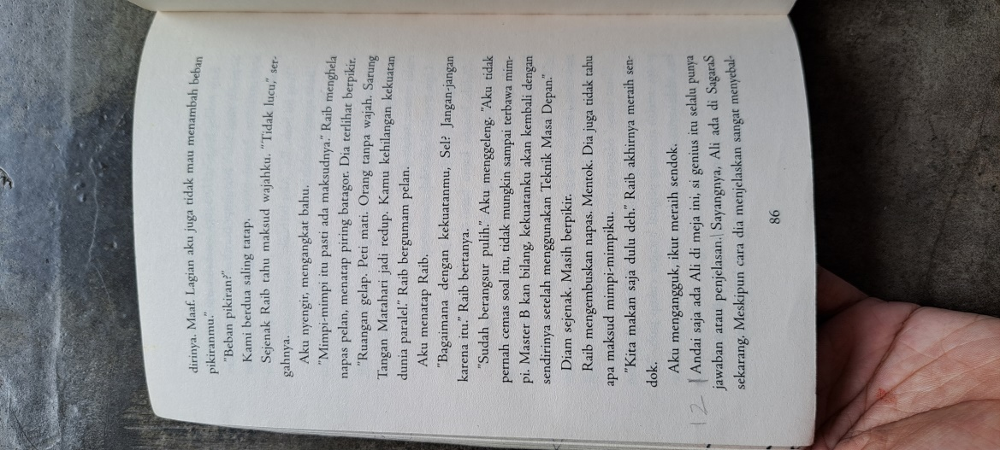 dirinya. Maaf. Lagian aku juga tidak mau menambah beban
pikiranmu."
"Beban pikiran?"
Kami berdua saling tatap.
Sejenak Raib tahu maksud wajahku. "Tidak lucu," ser-
gahnya.
Aku nyengir, mengangkat bahu.
"Mimpi-mimpi itu pasti ada maksudnya." Raib menghela
napas pelan, menatap piring batagor. Dia terlihat berpikir.
"Ruangan gelap. Peti mati. Orang tanpa wajah. Sarung
Tangan Matahari jadi redup. Kamu kehilangan kekuatan
dunia paralel." Raib bergumam pelan.
Aku menatap Raib.
"Bagaimana dengan kekuatanmu, Sel? Jangan-jangan
karena itu." Raib bertanya.
"Sudah berangsur pulih." Aku menggeleng. "Aku tidak
pernah cemas soal itu, tidak mungkin sampai terbawa mim-
pi. Master B kan bilang, kekuatanku akan kembali dengan
sendirinya setelah menggunakan Teknik Masa Depan."
Diam sejenak. Masih berpikir.
Raib mengembuskan napas. Mentok. Dia juga tidak tahu
apa maksud mimpi-mimpiku.
"Kita makan saja dulu deh." Raib akhirnya meraih sen-
dok.
Aku mengangguk, ikut meraih sendok.
12 | Andai saja ada Ali di meja ini, si genius itu selalu punya
jawaban atau penjelasan.| Sayangnya, Ali ada di SagaraS
sekarang. Meskipun cara dia menjelaskan sangat menyebal-
86